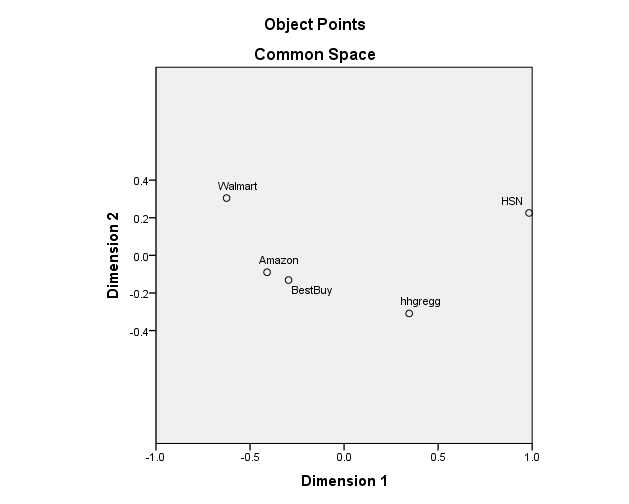 Object Points
Common Space
Dimension 2
0.4
0.2
0.0
-0.2
-0.4
Walmart
HSN
Amazon
BestBuy
hhgregg
-1.0 -0.5 0.0 0.5 1.0
Dimension 1